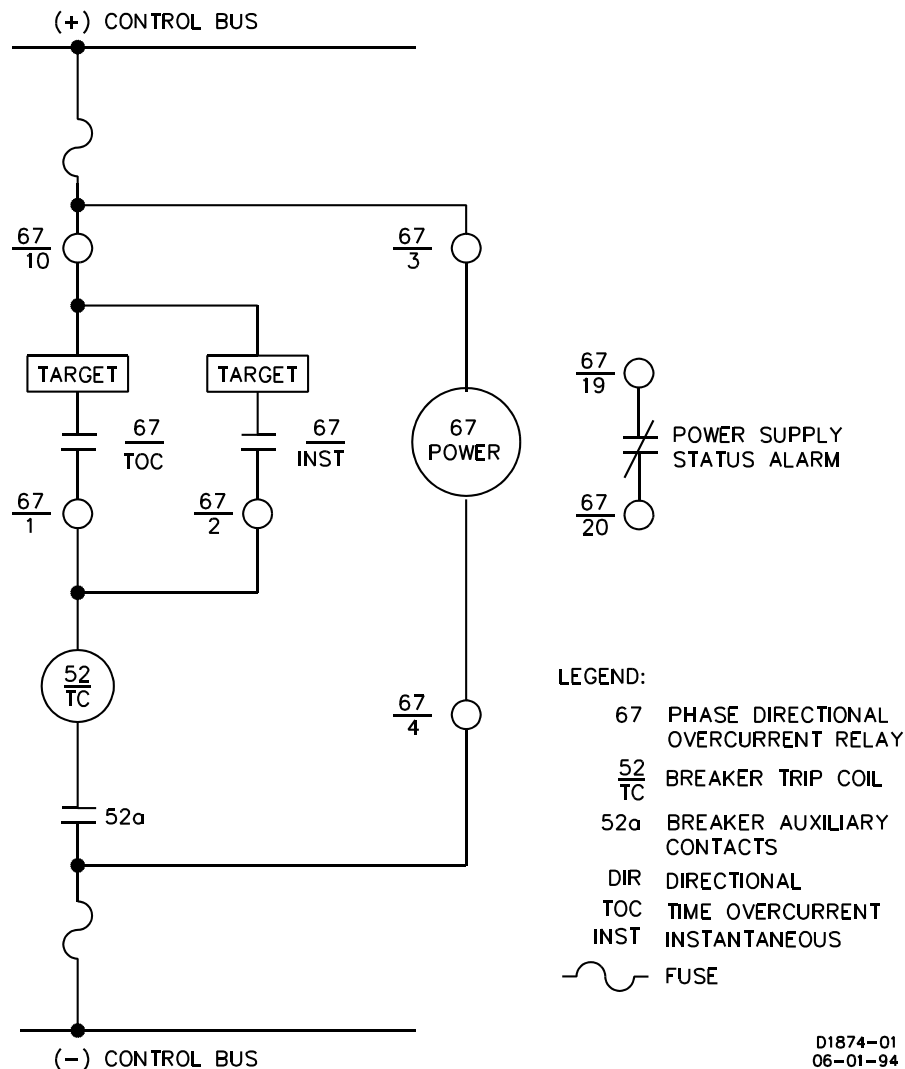 (+) CONTROL BUS
67
10
67
3
TARGET
TARGET
67
TOC
67
INST
67
POWER
67
19
POWER SUPPLY
STATUS ALARM
67
20
67
1
67
2
52
TC
67
4
52a
LEGEND:
67 PHASE DIRECTIONAL
OVERCURRENT RELAY
52
TC BREAKER TRIP COIL
52a BREAKER AUXILIARY
CONTACTS
DIR DIRECTIONAL
TOC TIME OVERCURRENT
INST INSTANTANEOUS
FUSE
(-) CONTROL BUS
D1874-01
06-01-94